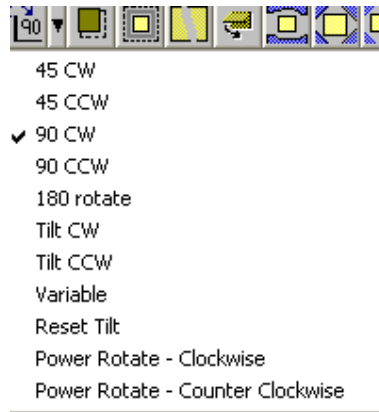 90
45 CW
45 CCW
90 CW
90 CCW
180 rotate
Tilt CW
Tilt CCW
Variable
Reset Tilt
Power Rotate - Clockwise
Power Rotate - Counter Clockwise